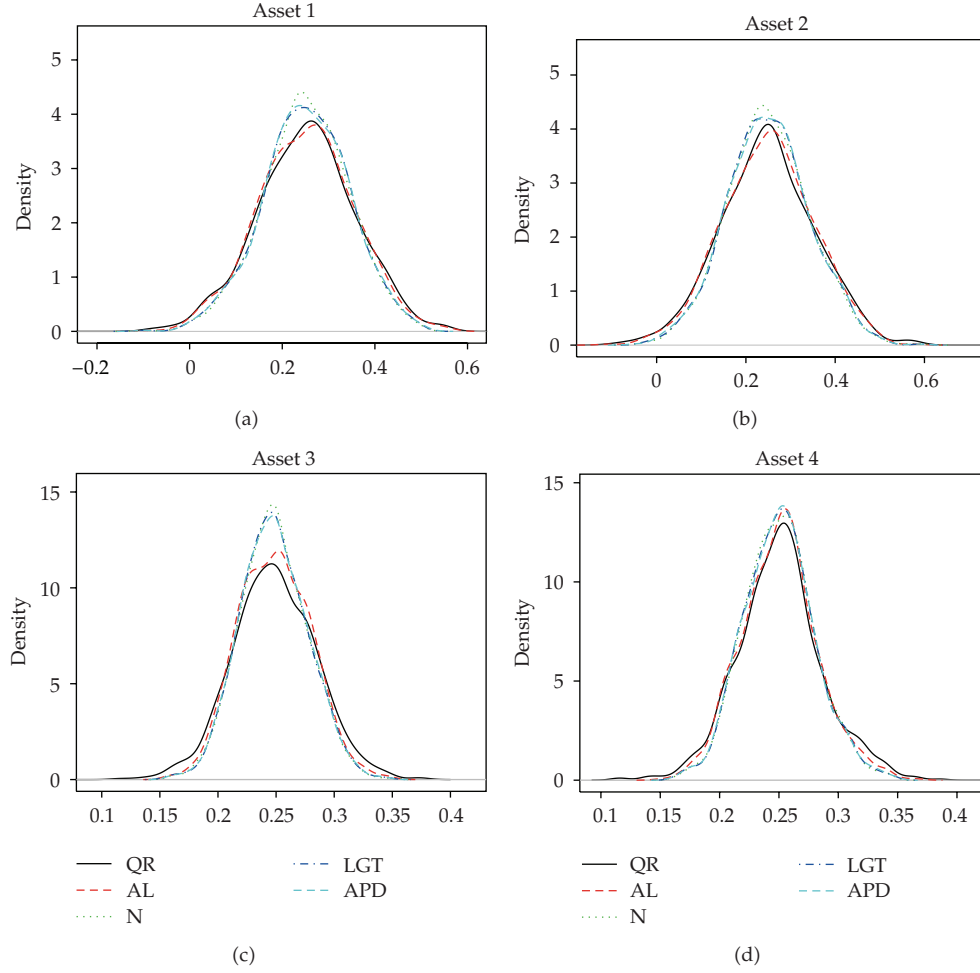 Asset 1
Density
5
4
3
2
1
0
−0.2
0
0.2
0.4
0.6
(a)
Asset 2
Density
5
4
3
2
1
0
0
0.2
0.4
0.6
(b)
Asset 3
Density
15
10
5
0
0.1
0.15
0.2
0.25
0.3
0.35
0.4
QR
AL
N
LGT
APD
(c)
Asset 4
Density
15
10
5
0
0.1
0.15
0.2
0.25
0.3
0.35
0.4
QR
AL
N
LGT
APD
(d)